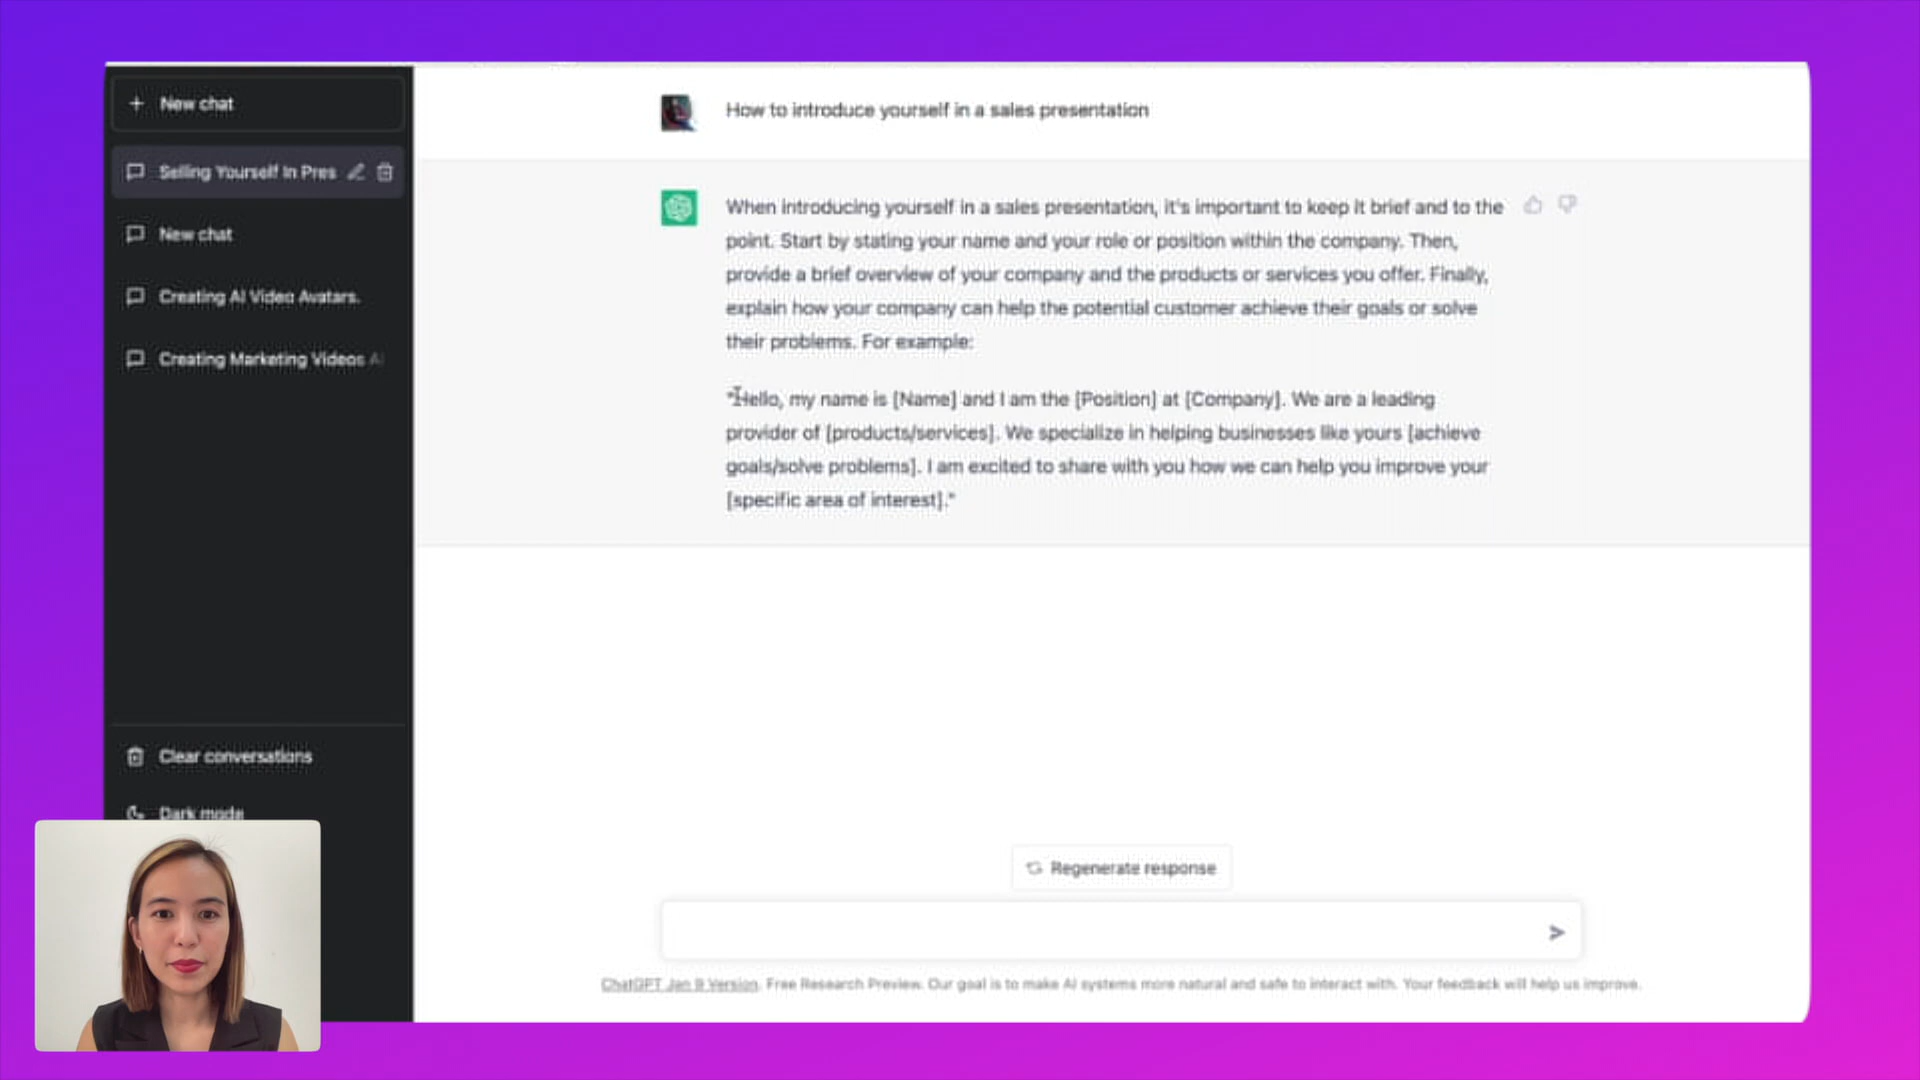 New chat
Selling Yourself In Pres
New chat
Creating AI Video Avatars.
Creating Marketing Videos AI
Clear conversations
Dark mode
How to introduce yourself in a sales presentation
When introducing yourself in a sales presentation, it's important to keep it brief and to the
point. Start by stating your name and your role or position within the company. Then,
provide a brief overview of your company and the products or services you offer. Finally,
explain how your company can help the potential customer achieve their goals or solve
their problems. For example:
"Hello, my name is [Name] and I am the [Position] at [Company]. We are a leading
provider of [products/services]. We specialize in helping businesses like yours [achieve
goals/solve problems]. I am excited to share with you how we can help you improve your
[specific area of interest]."
Regenerate response
ChatGPT Jan 9 Version. Free Research Preview. Our goal is to make AI systems more natural and safe to interact with. Your feedback will help us improve.